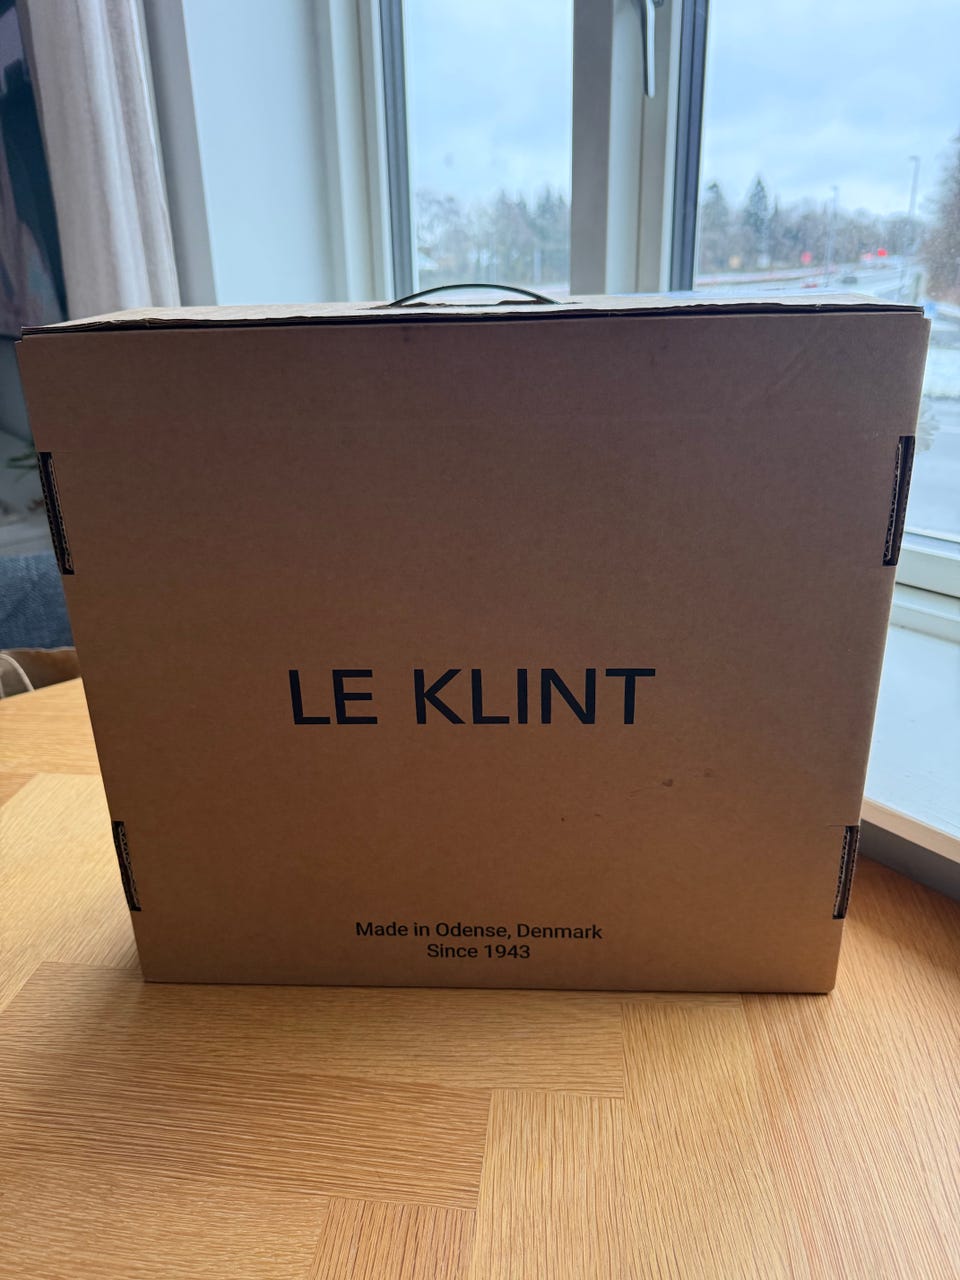 LE KLINT
Made in Odense, Denmark
Since 1943